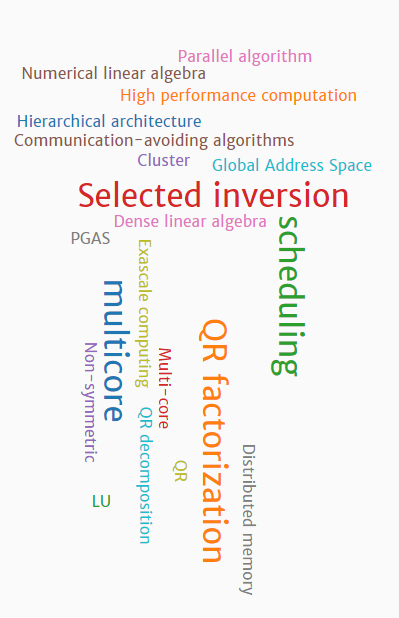 Parallel algorithm
Numerical linear algebra
High performance computation
Hierarchical architecture
Communication-avoiding algorithms
Cluster
Global Address Space
Selected inversion
Dense linear algebra
scheduling
PGAS
Exascale computing
multicore
QR factorization
Non-symmetric
Multi-core
QR decomposition
Distributed memory
QR
LU